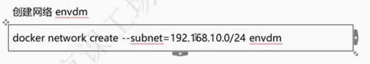 创建网络 envdm
docker network create --subnet=192.168.10.0/24 envdm